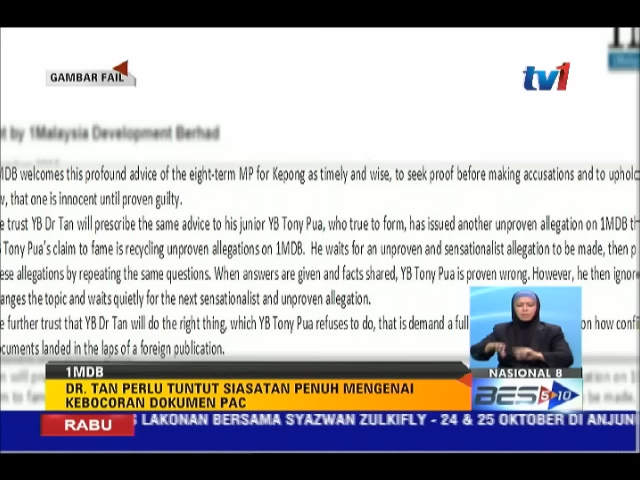 GAMBAR FAIL
tv1
t by 1Malaysia Development Berhad
MDB welcomes this profound advice of the eight-term MP for Kepong as timely and wise, to seek proof before making accusations and to uphol
w, that one is innocent until proven guilty.
e trust YB Dr Tan will prescribe the same advice to his junior YB Tony Pua, who true to form, has issued another unproven allegation on 1MDB th
Tony Pua's claim to fame is recycling unproven allegations on 1MDB. He waits for an unproven and sensationalist allegation to be made, then p
ese allegations by repeating the same questions. When answers are given and facts shared, YB Tony Pua is proven wrong. However, he then ignore
anges the topic and waits quietly for the next sensationalist and unproven allegation.
e further trust that YB Dr Tan will do the right thing, which YB Tony Pua refuses to do, that is demand a full on how confi
ocuments landed in the laps of a foreign publication.
1MDB
DR. TAN PERLU TUNTUT SIASATAN PENUH MENGENAI
KEBOCORAN DOKUMEN PAC
NASIONAL 8
BES 5-10
RABU
S LAKONAN BERSAMA SYAZWAN ZULKIFLY - 24 & 25 OKTOBER DI ANJUN